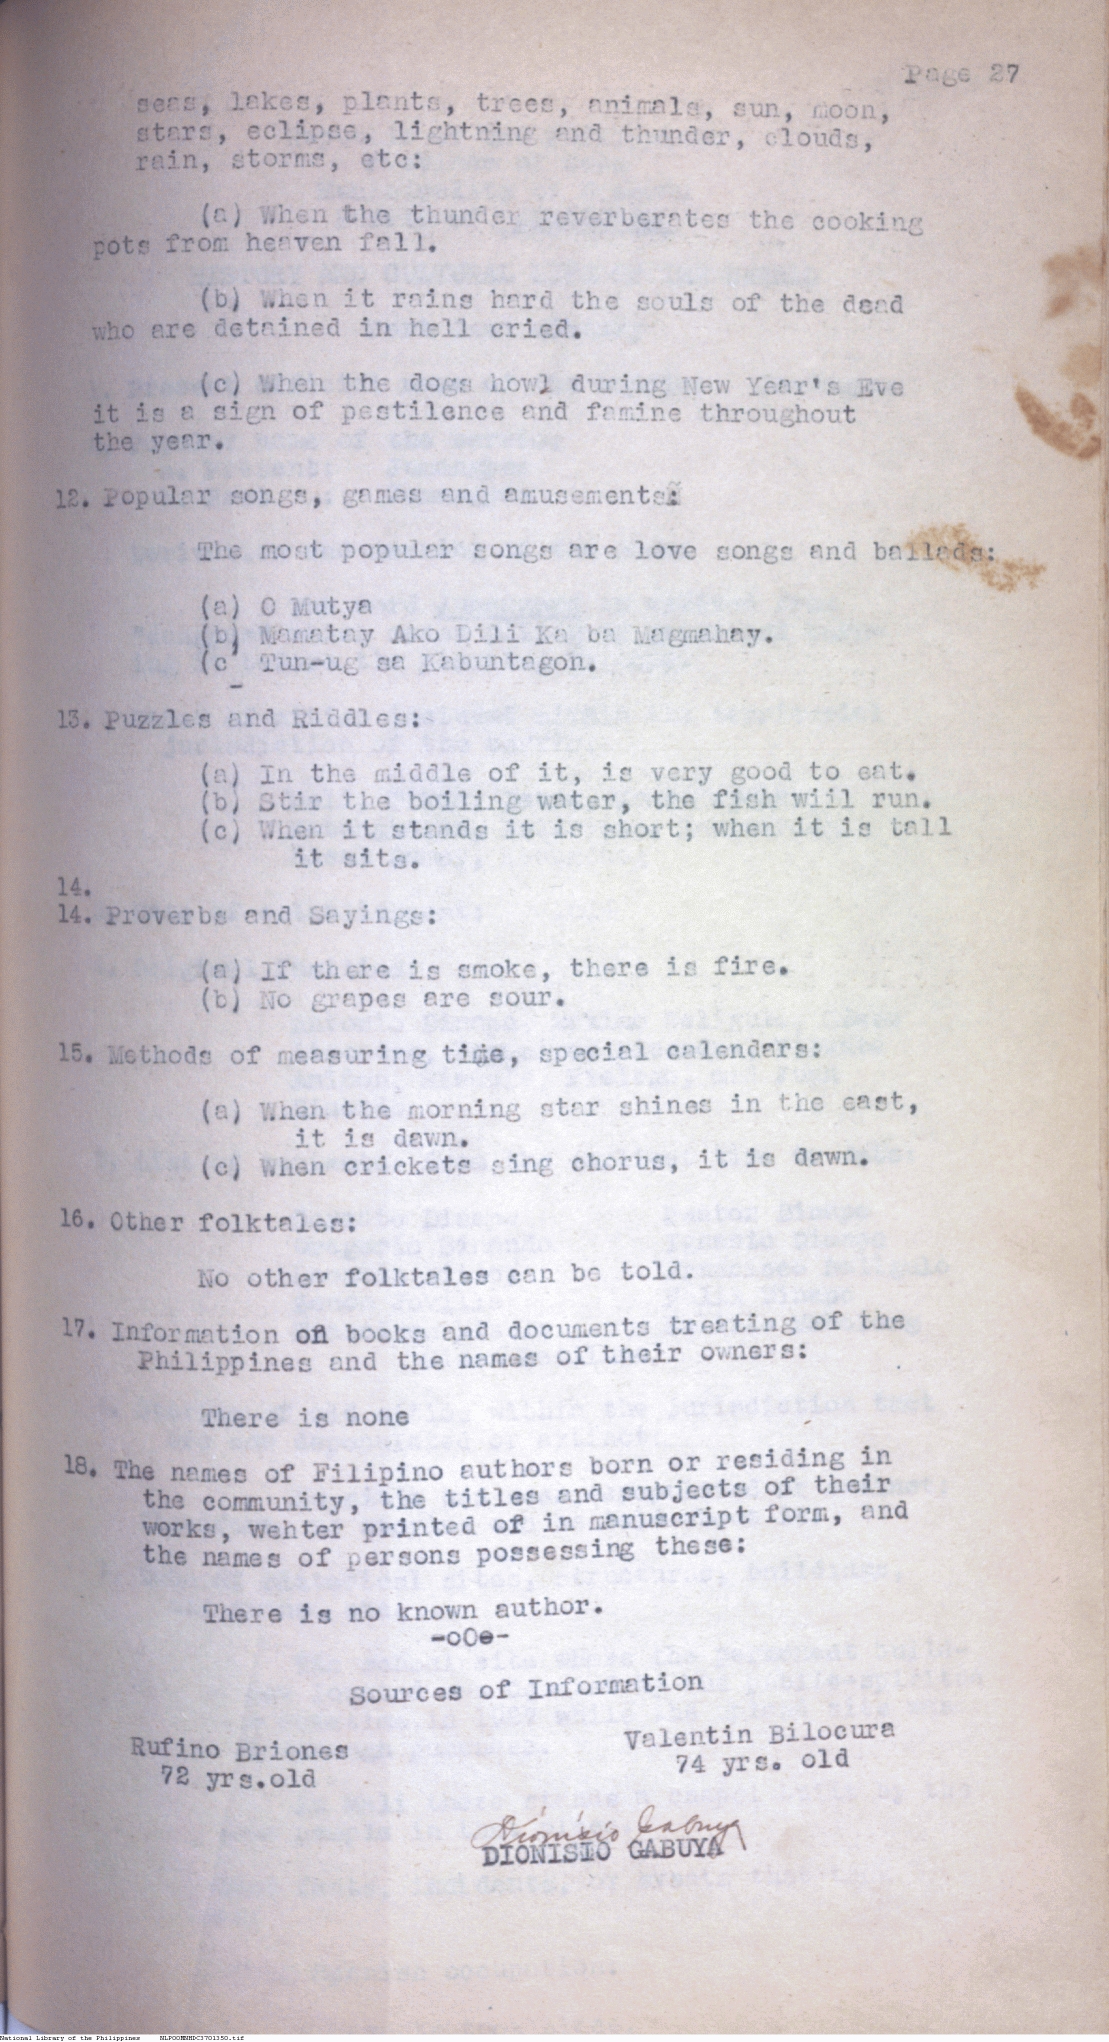 Page 27
seas, lakes, plants, trees, animals, sun, moon,
stars, eclipse, lightning and thunder, clouds,
rain, storms, etc:
(a) When the thunder reverberates the cooking
pots from heaven fall.
(b) When it rains hard the souls of the dead
who are detained in hell cried.
(c) When the dogs howl during New Year's Eve
it is a sign of pestilence and famine throughout
the year.
12. Popular songs, games and amusements:
The most popular songs are love songs and ballads:
(a) O Mutya
(b) Mamatay Ako Dili Ka ba Magmahay.
(c Tun-ug sa Kabuntagon.
13. Puzzles and Riddles:
(a) In the middle of it, is very good to eat.
(b) Stir the boiling water, the fish wiil run.
(c) When it stands it is short; when it is tall
it sits.
14.
14. Proverbs and Sayings:
(a) If there is smoke, there is fire.
(b) No grapes are sour.
15. Methods of measuring time, special calendars:
(a) When the morning star shines in the east,
it is dawn.
(c) When crickets sing chorus, it is dawn.
16. Other folktales:
No other folktales can be told.
17. Information on books and documents treating of the
Philippines and the names of their owners:
There is none
18. The names of Filipino authors born or residing in
the community, the titles and subjects of their
works, wehter printed of in manuscript form, and
the names of persons possessing these:
There is no known author.
-oOo-
Sources of Information
Rufino Briones
72 yrs.old
Valentin Bilocura
74 yrs. old
Dionisio Gabuya
DIONISIO GABUYA
National Library of the Philippines NLPOOMNHDC3701350.tif